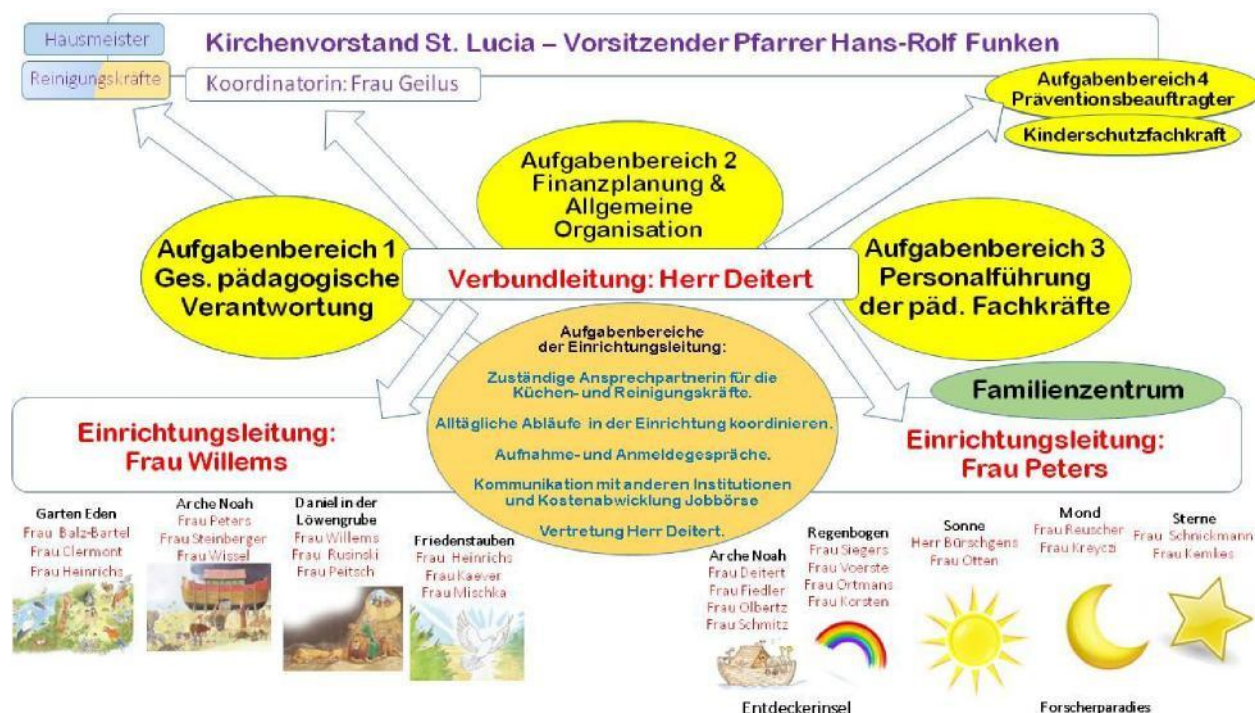 Hausmeister
Kirchenvorstand St. Lucia – Vorsitzender Pfarrer Hans-Rolf Funken
Reinigungskräfte
Koordinatorin: Frau Geilus
Aufgabenbereich 4
Präventionsbeauftragter
Kinderschutzfachkraft
Aufgabenbereich 2
Finanzplanung &
Allgemeine
Organisation
Aufgabenbereich 1
Ges. pädagogische
Verantwortung
Verbundleitung: Herr Deitert
Aufgabenbereich 3
Personalführung
der päd. Fachkräfte
Aufgabenbereiche
der Einrichtungsleitung:
Zuständige Ansprechpartnerin für die
Küchen- und Reinigungskräfte.
Alltägliche Abläufe in der Einrichtung koordinieren.
Aufnahme- und Anmeldegespräche.
Kommunikation mit anderen Institutionen
und Kostenabwicklung Jobbörse
Vertretung Herr Deitert.
Familienzentrum
Einrichtungsleitung:
Frau Willems
Einrichtungsleitung:
Frau Peters
Garten Eden
Frau Balz-Bartel
Frau Clermont
Frau Heinrichs
Arche Noah
Frau Peters
Frau Steinberger
Frau Wissel
Daniel in der
Löwengrube
Frau Willems
Frau Rusinski
Frau Peitsch
Friedenstauben
Frau Heinrichs
Frau Kaever
Frau Mischka
Arche Noah
Frau Deitert
Frau Fiedler
Frau Olbertz
Frau Schmitz
Regenbogen
Frau Siegers
Frau Voerste
Frau Ortmans
Frau Korsten
Sonne
Herr Bürschgens
Frau Otten
Mond
Frau Reuscher
Frau Kreyczi
Sterne
Frau Schnickmann
Frau Kemkes
Entdeckerinsel
Forscherparadies